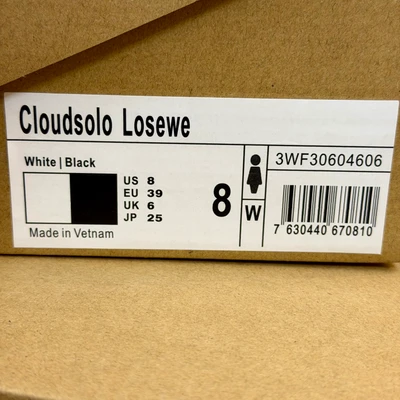 Cloudsolo Losewe
White | Black
US 8
EU 39
UK 6
JP 25
8
W
3WF30604606
7 630440 670810
Made in Vetnam